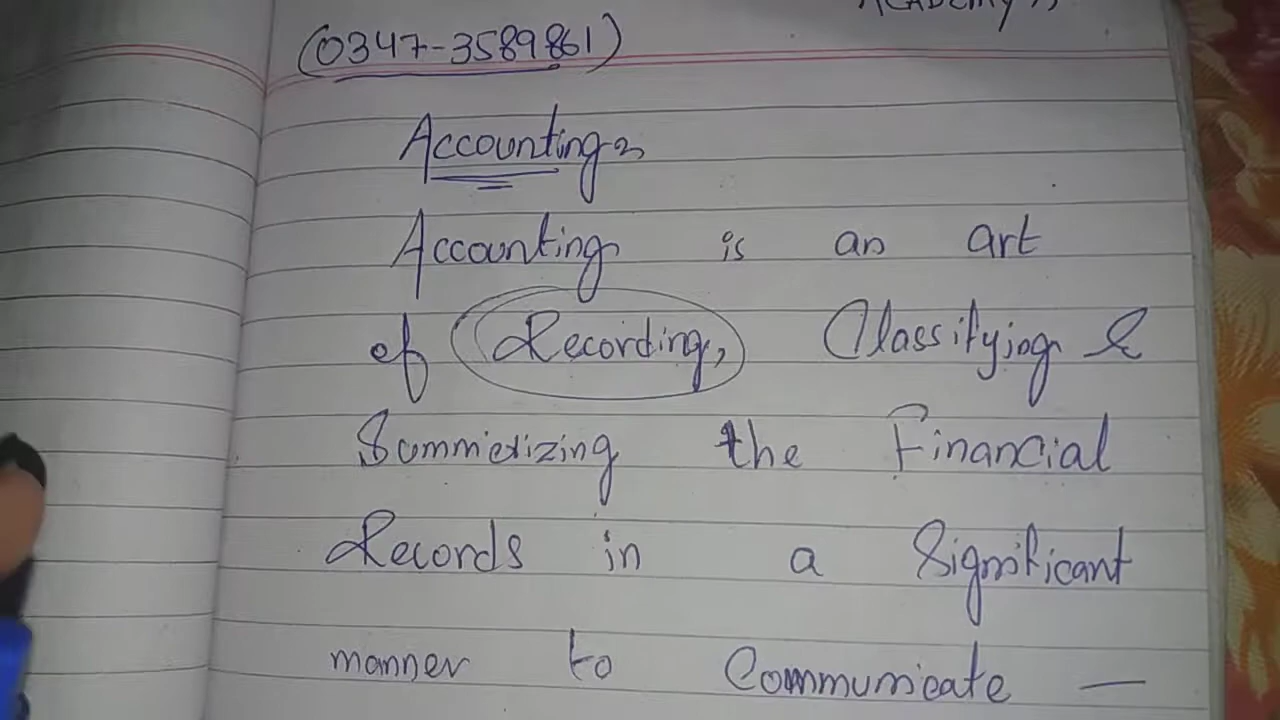 ACADEMY"
(0347-3589861)
Accounting:
Accounting is an art
of Recording, Classifying &
Summerizing the Financial
Records in a Significant
manner to Communicate —